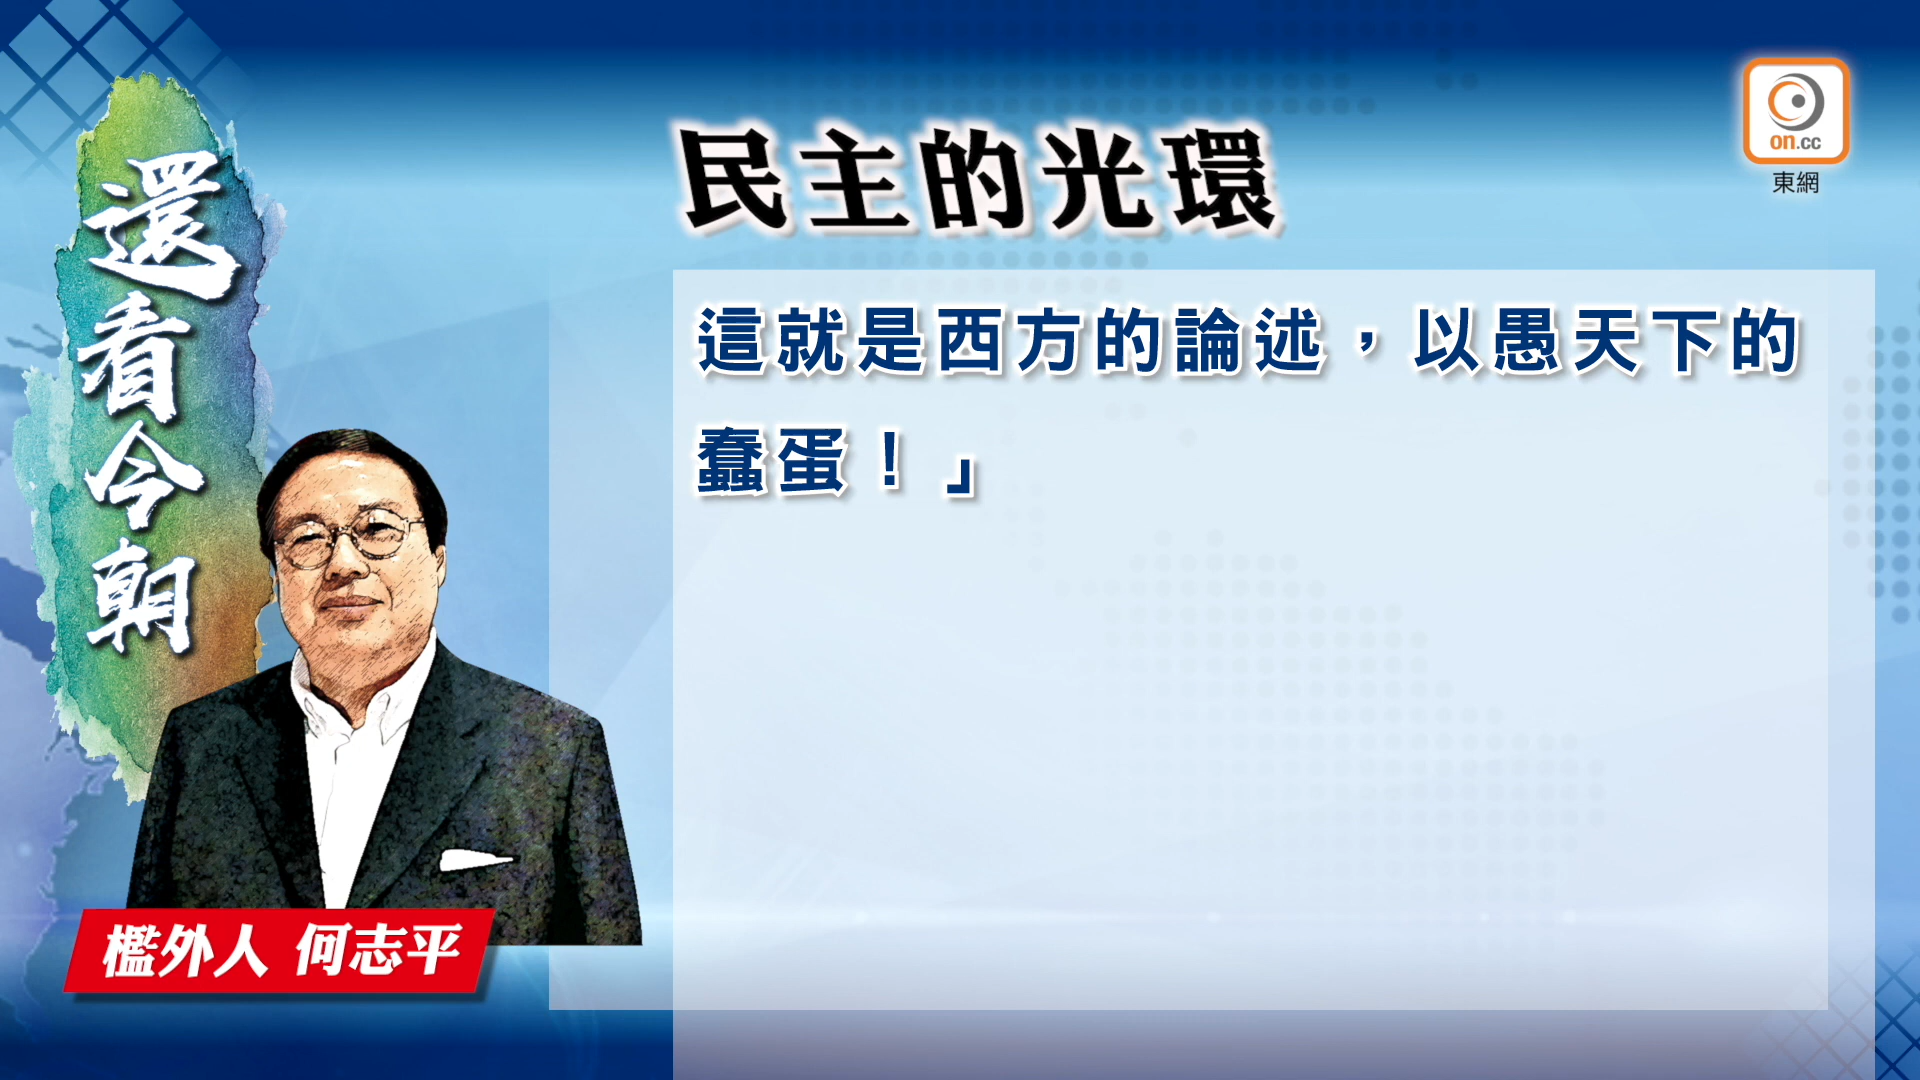 還看今朝
民主的光環
on.cc
東網
這就是西方的論述，以愚天下的
蠢蛋！」
檻外人 何志平